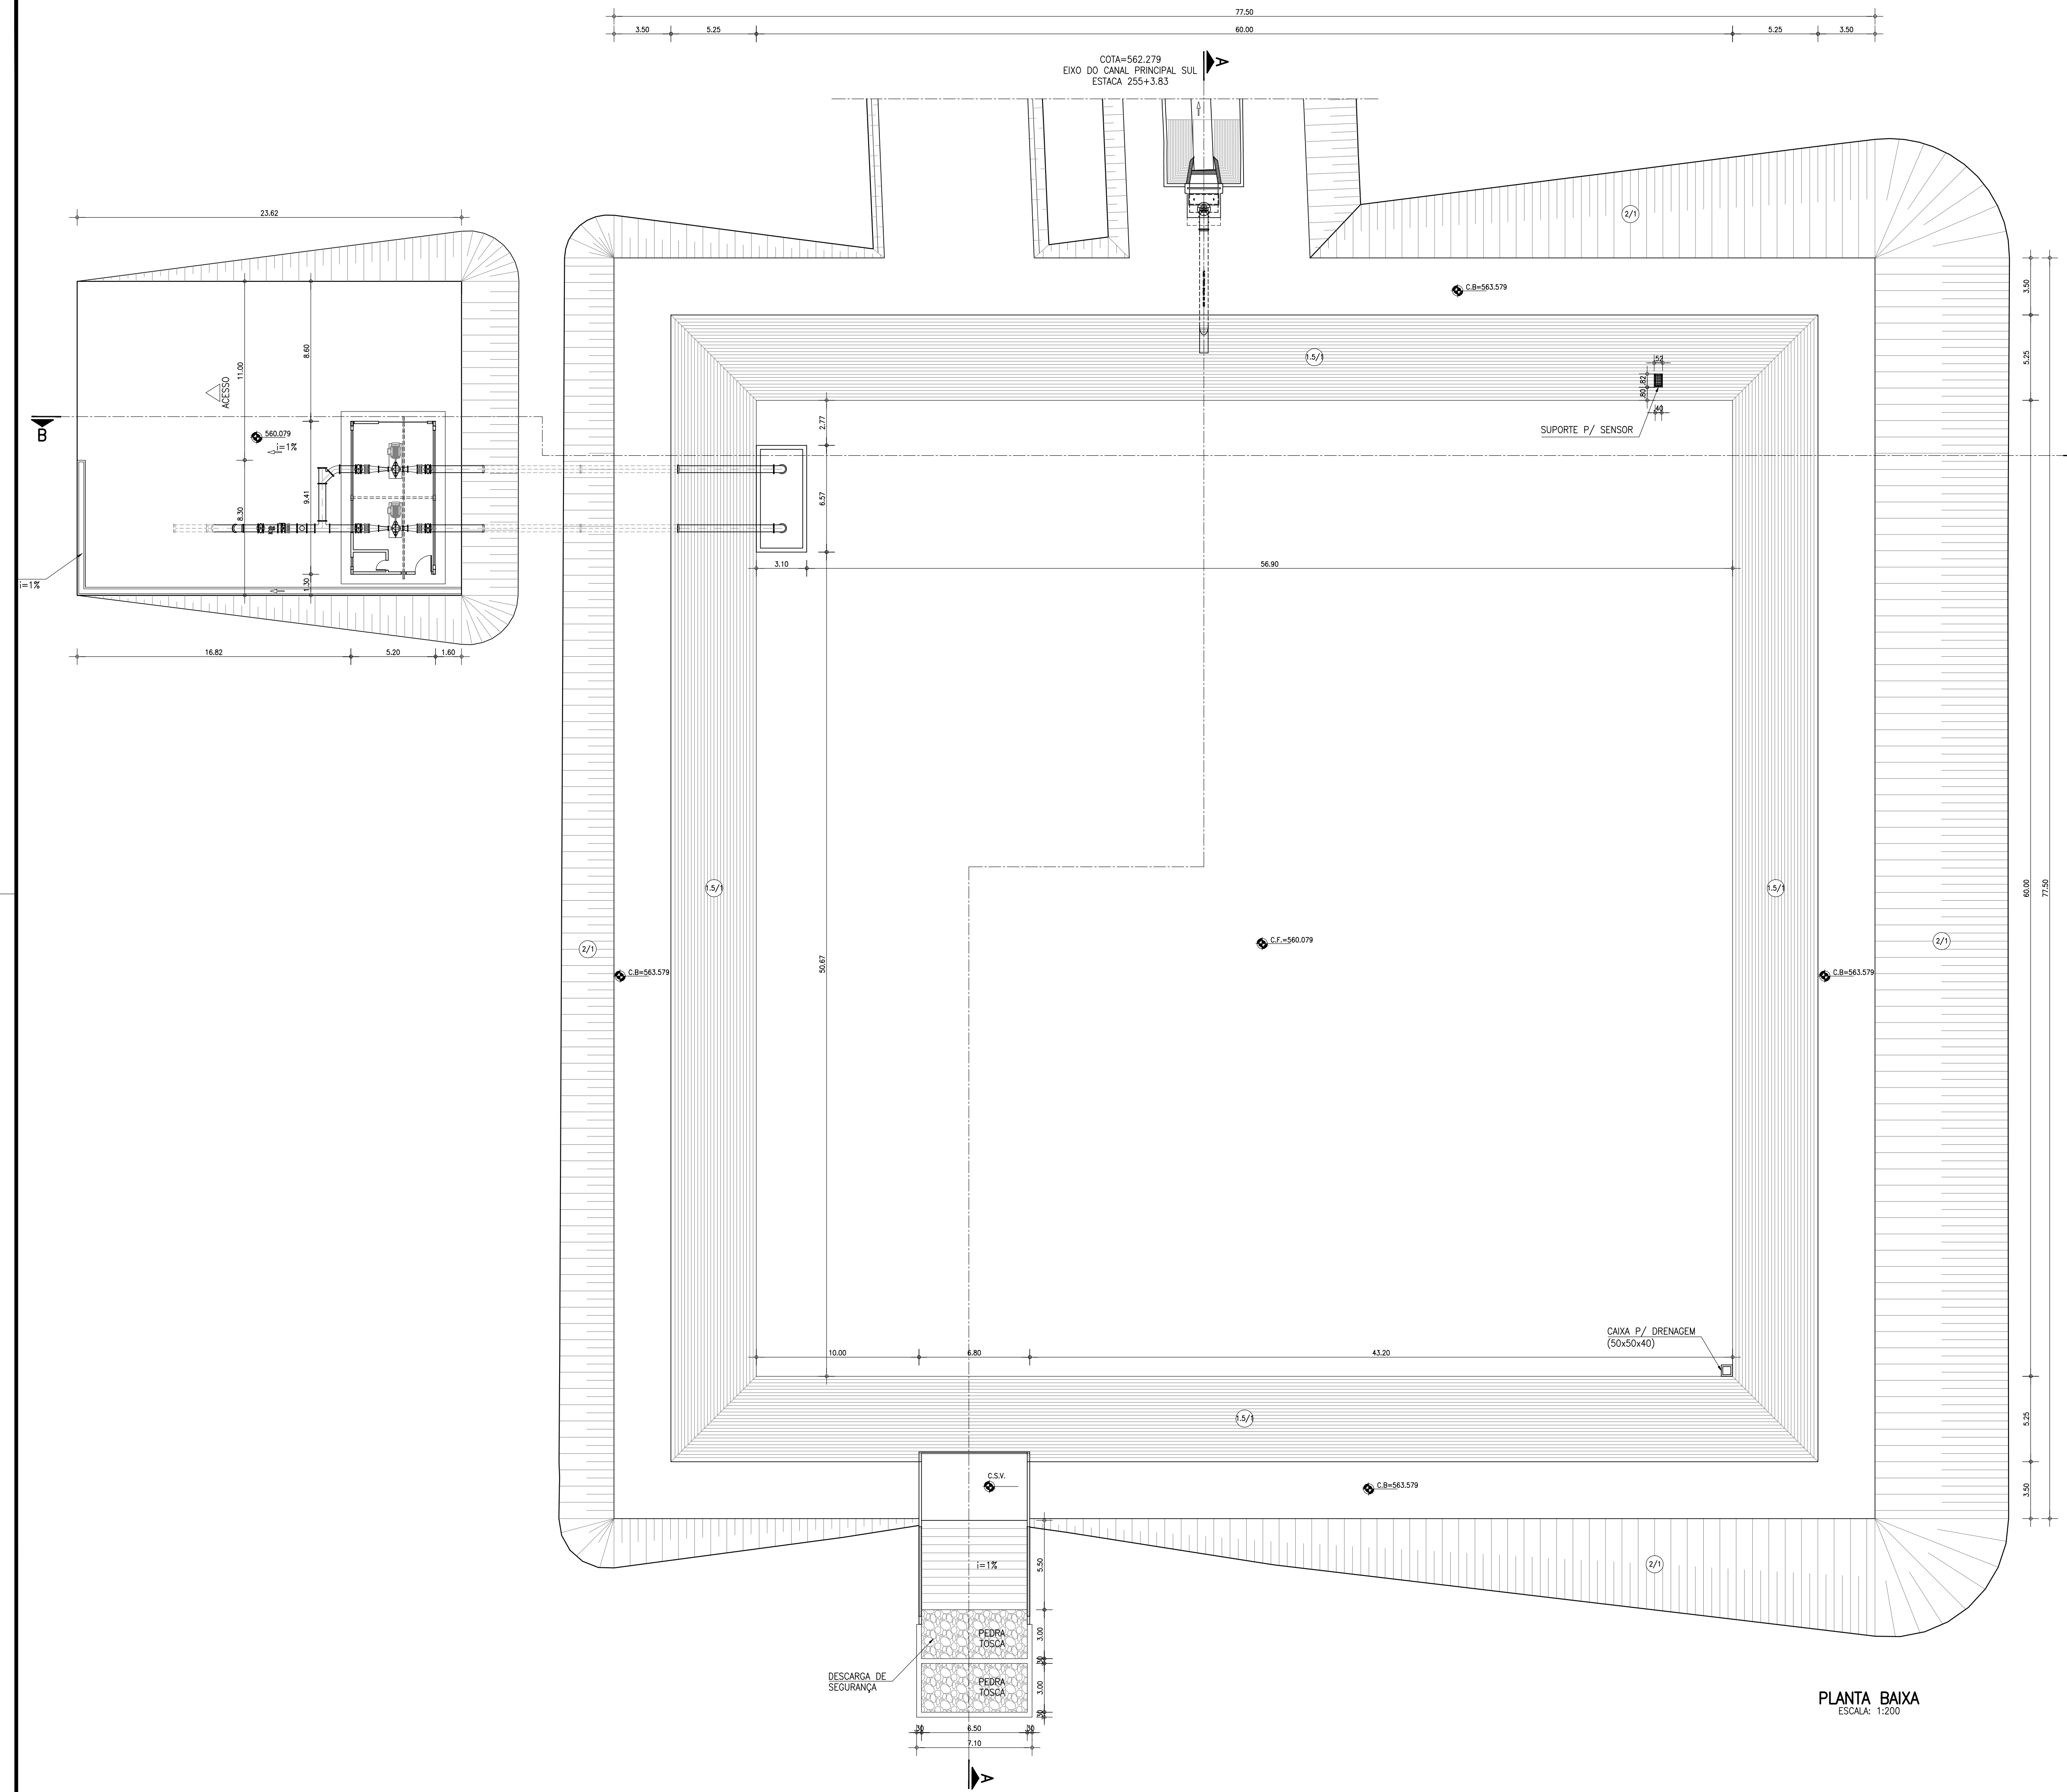 77.50
3.50
5.25
60.00
5.25
3.50
COTA=562.279
EIXO DO CANAL PRINCIPAL SUL
ESTACA 255+3.83
A
23.62
2/1
C.B=563.579
3.50
5.25
8.60
11.00
ACESSO
1.5/1
.52
.82
.80
.40
SUPORTE P/ SENSOR
B
560.079
i=1%
2.77
6.57
9.41
8.30
3.10
56.90
i=1%
1.30
16.82
5.20
1.60
1.5/1
1.5/1
60.00
77.50
2/1
2/1
C.F.=560.079
50.67
C.B=563.579
C.B=563.579
CAIXA P/ DRENAGEM
(50x50x40)
10.00
6.80
43.20
1.5/1
5.25
C.S.V.
C.B=563.579
3.50
i=1%
5.50
2/1
PEDRA
TOSCA
3.00
.30
DESCARGA DE
SEGURANÇA
PEDRA
TOSCA
3.00
.30
PLANTA BAIXA
ESCALA: 1:200
.30
6.50
.30
7.10
A